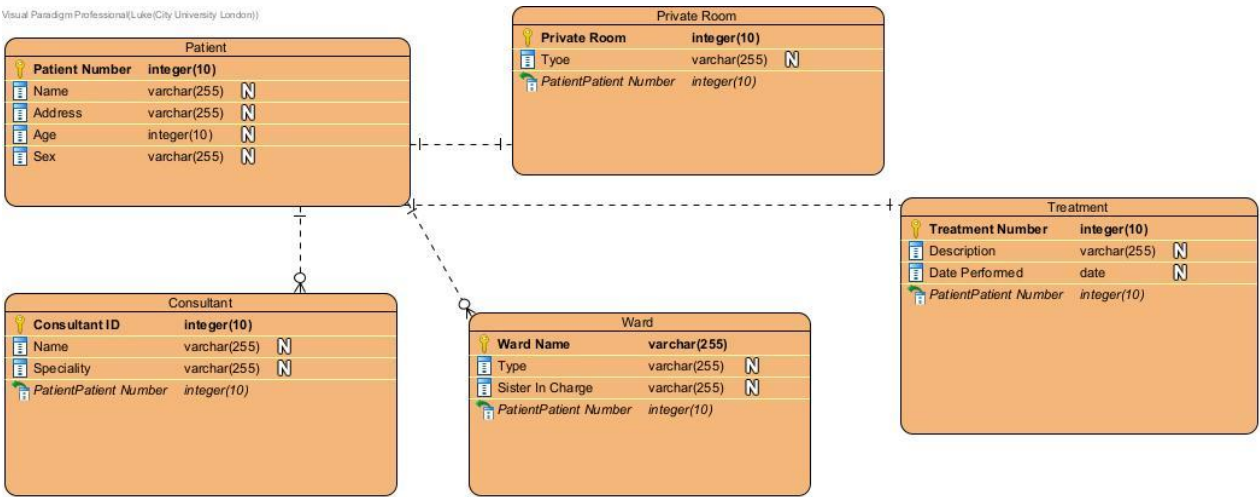 Visual Paradigm Professional(Luke(City University London))
Patient
Patient Number integer(10)
Name varchar(255) N
Address varchar(255) N
Age integer(10) N
Sex varchar(255) N
Private Room
Private Room integer(10)
Tyoe varchar(255) N
PatientPatient Number integer(10)
Treatment
Treatment Number integer(10)
Description varchar(255) N
Date Performed date N
PatientPatient Number integer(10)
Consultant
Consultant ID integer(10)
Name varchar(255) N
Speciality varchar(255) N
PatientPatient Number integer(10)
Ward
Ward Name varchar(255)
Type varchar(255) N
Sister In Charge varchar(255) N
PatientPatient Number integer(10)